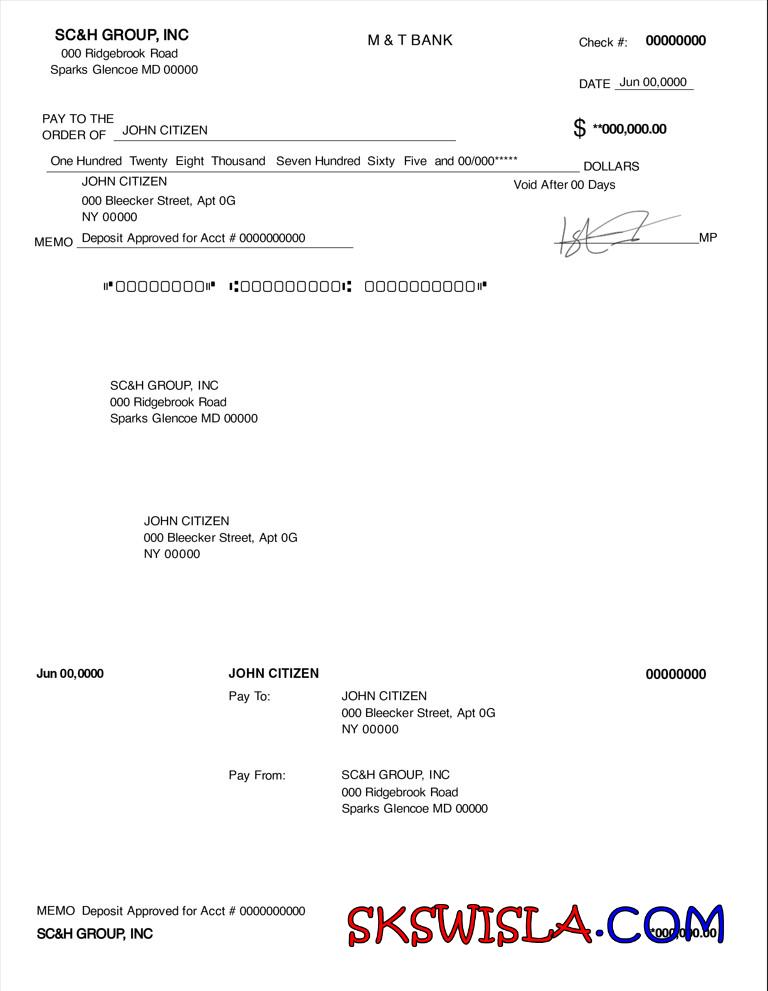 SC&H GROUP, INC
000 Ridgebrook Road
Sparks Glencoe MD 00000
M & T BANK
Check #: 00000000
DATE Jun 00,0000
PAY TO THE
ORDER OF JOHN CITIZEN
$ **000,000.00
One Hundred Twenty Eight Thousand Seven Hundred Sixty Five and 00/000*****
DOLLARS
JOHN CITIZEN
000 Bleecker Street, Apt 0G
NY 00000
Void After 00 Days
MEMO Deposit Approved for Acct # 0000000000
MP
⑈00000000⑈ ⑆000000000⑆ 0000000000⑈
SC&H GROUP, INC
000 Ridgebrook Road
Sparks Glencoe MD 00000
JOHN CITIZEN
000 Bleecker Street, Apt 0G
NY 00000
Jun 00,0000 JOHN CITIZEN 00000000
Pay To: JOHN CITIZEN
000 Bleecker Street, Apt 0G
NY 00000
Pay From: SC&H GROUP, INC
000 Ridgebrook Road
Sparks Glencoe MD 00000
MEMO Deposit Approved for Acct # 0000000000
SC&H GROUP, INC
SKSWISLA.COM
*000,000.00